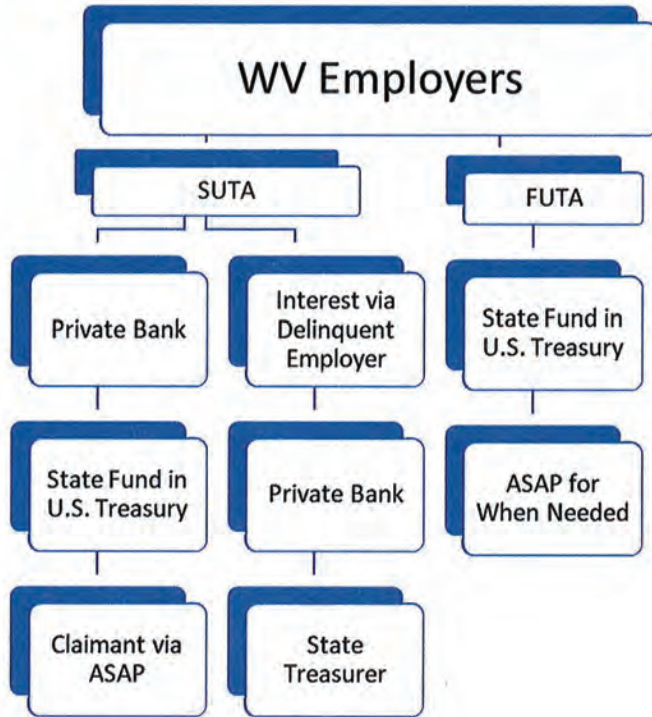 WV Employers
SUTA
FUTA
Private Bank
Interest via
Delinquent
Employer
State Fund in
U.S. Treasury
State Fund in
U.S. Treasury
Private Bank
ASAP for
When Needed
Claimant via
ASAP
State
Treasurer